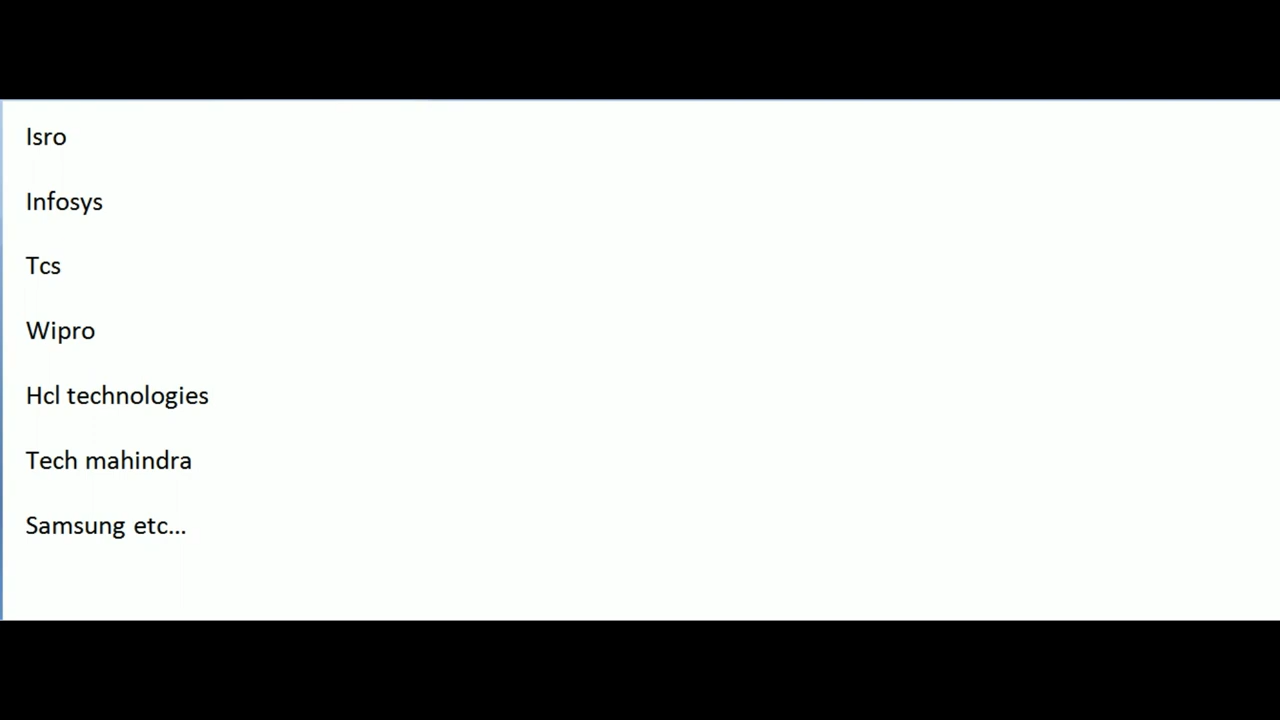 Isro
Infosys
Tcs
Wipro
Hcl technologies
Tech mahindra
Samsung etc...